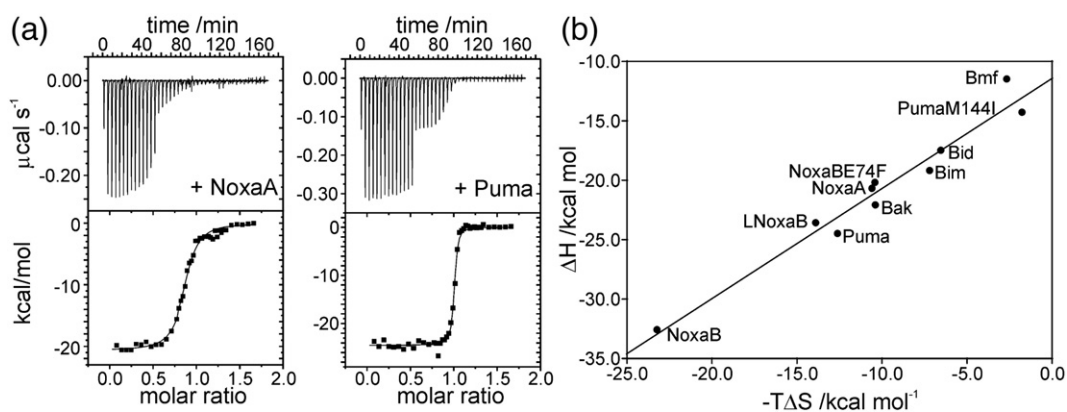 (a)
time /min
0 40 80 120 160
0.00
-0.10
-0.20
μcal s⁻¹
+ NoxaA
0
-10
-20
kcal/mol
0.0 0.5 1.0 1.5 2.0
molar ratio
time /min
0 40 80 120 160
0.00
-0.10
-0.20
-0.30
+ Puma
0
-10
-20
0.0 0.5 1.0 1.5 2.0
molar ratio
(b)
-10.0
-15.0
-20.0
-25.0
-30.0
-35.0
ΔH /kcal mol
Bmf
PumaM144I
Bid
Bim
NoxaBE74F
NoxaA
Bak
LNoxaB
Puma
NoxaB
-25.0 -20.0 -15.0 -10.0 -5.0 0.0
-TΔS /kcal mol⁻¹